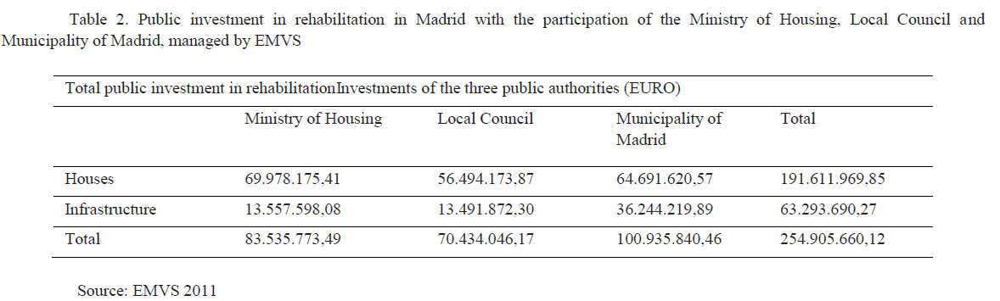 Table 2. Public investment in rehabilitation in Madrid with the participation of the Ministry of Housing, Local Council and
Municipality of Madrid, managed by EMVS
Total public investment in rehabilitationInvestments of the three public authorities (EURO)
Ministry of Housing Local Council Municipality of Madrid Total
Houses 69.978.175,41 56.494.173,87 64.691.620,57 191.611.969,85
Infrastructure 13.557.598,08 13.491.872,30 36.244.219,89 63.293.690,27
Total 83.535.773,49 70.434.046,17 100.935.840,46 254.905.660,12
Source: EMVS 2011